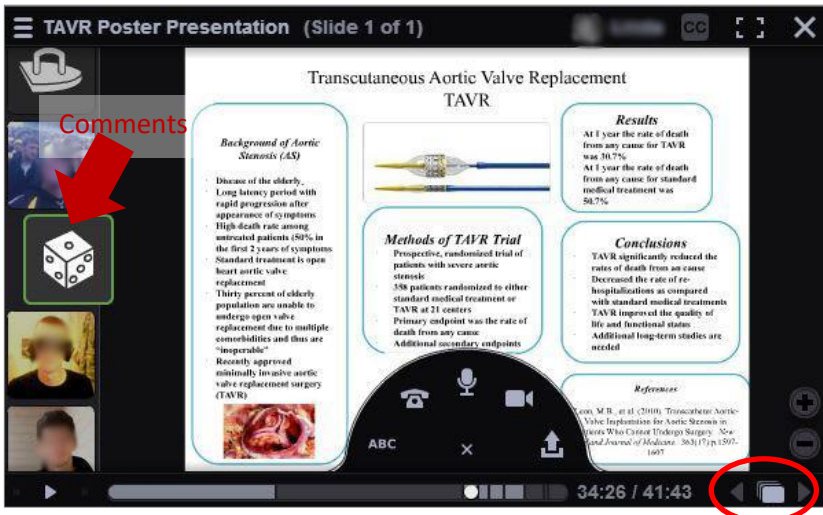 TAVR Poster Presentation (Slide 1 of 1)
CC
Comments
Transcutaneous Aortic Valve Replacement
TAVR
Background of Aortic
Stenosis (AS)
Disease of the elderly.
Long latency period with
rapid progression after
appearance of symptoms
High death rate among
untreated patients (50% in
the first 2 years of symptoms
Standard treatment is open
heart aortic valve
replacement
Thirty percent of elderly
population are unable to
undergo open valve
replacement due to multiple
comorbidities and thus are
"inoperable"
Recently approved
minimally invasive aortic
valve replacement surgery
(TAVR)
Methods of TAVR Trial
Prospective, randomized trial of
patients with severe aortic
stenosis
358 patients randomized to either
standard medical treatment or
TAVR at 21 centers
Primary endpoint was the rate of
death from any cause
Additional secondary endpoints
Results
At 1 year the rate of death
from any cause for TAVR
was 30.7%
At 1 year the rate of death
from any cause for standard
medical treatment was
50.7%
Conclusions
TAVR significantly reduced the
rates of death from an cause
Decreased the rate of re-
hospitalizations as compared
with standard medical treatments
TAVR improved the quality of
life and functional status
Additional long-term studies are
needed
References
Leon, M.B., et al. (2010). Transcatheter Aortic-
Valve Implantation for Aortic Stenosis in
Patients Who Cannot Undergo Surgery. New
Journal of Medicine. 363(17) p.1597-
1607
ABC
34:26 / 41:43